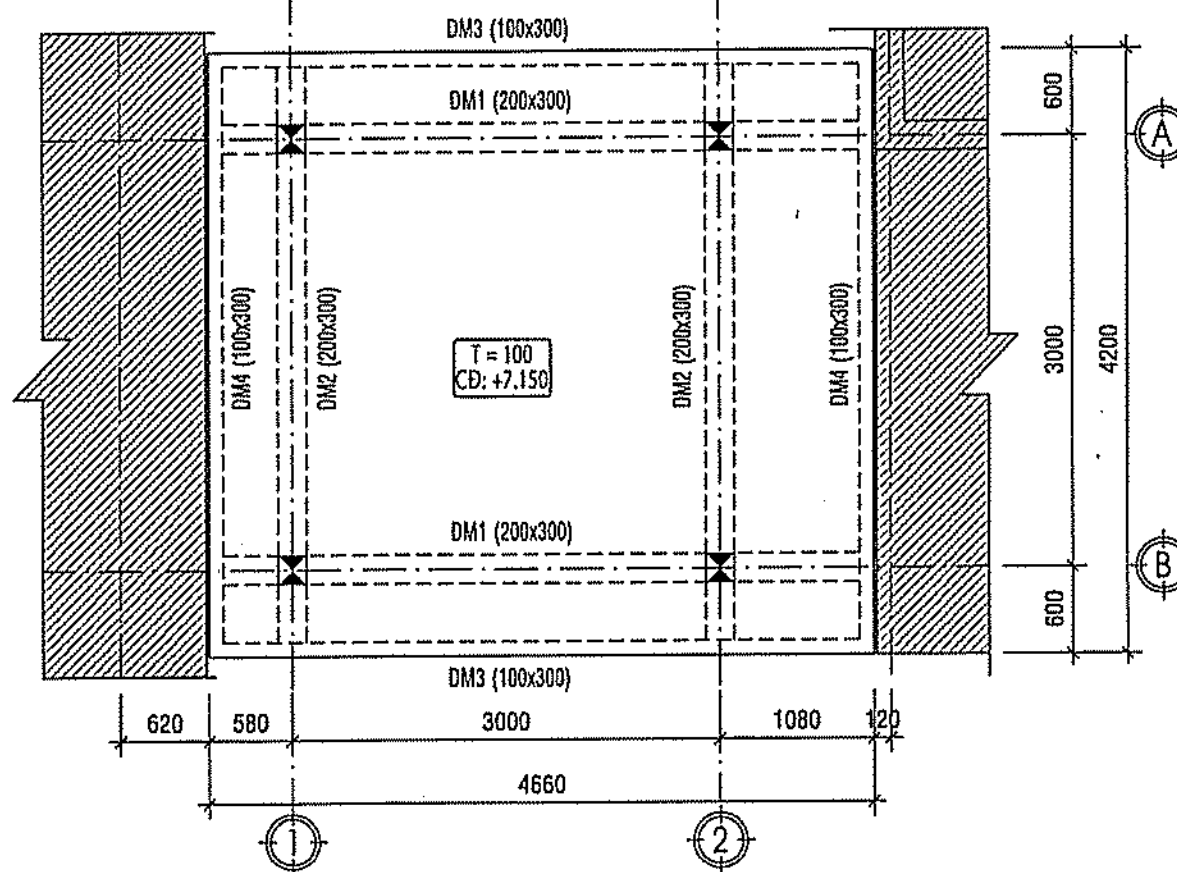 DM3 (100x300)
DM1 (200x300)
600
A
DM4 (100x300)
DM2 (200x300)
T = 100
CĐ: +7.150
DM2 (200x300)
DM4 (100x300)
3000
4200
DM1 (200x300)
B
600
DM3 (100x300)
620
580
3000
1080
120
4660
1
2